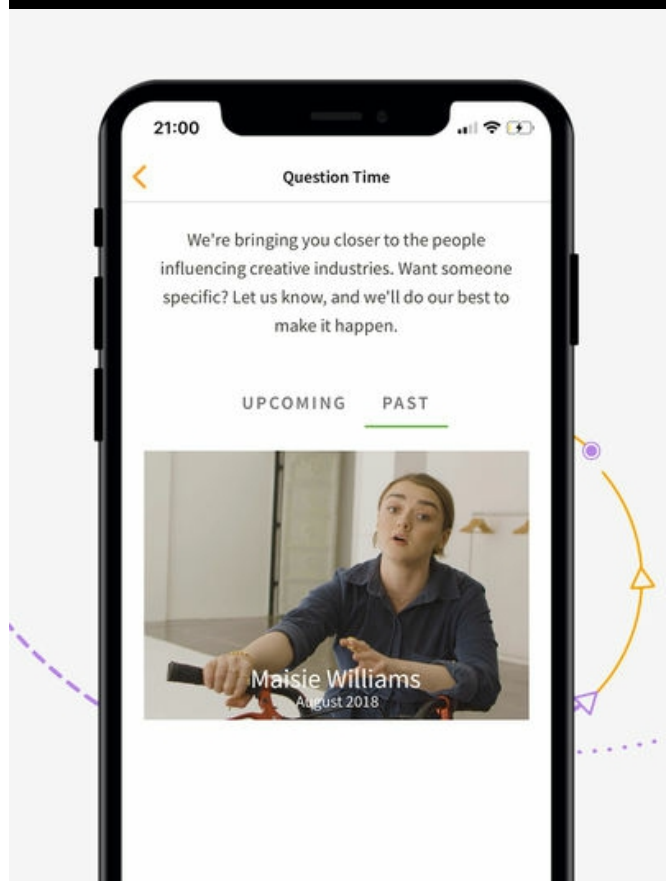 21:00
Question Time
We're bringing you closer to the people
influencing creative industries. Want someone
specific? Let us know, and we'll do our best to
make it happen.
UPCOMING PAST
Maisie Williams
August 2018